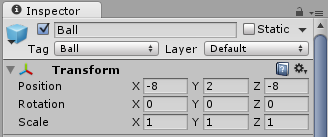 Inspector
Ball Static
Tag Ball Layer Default
Transform
Position X -8 Y 2 Z -8
Rotation X 0 Y 0 Z 0
Scale X 1 Y 1 Z 1